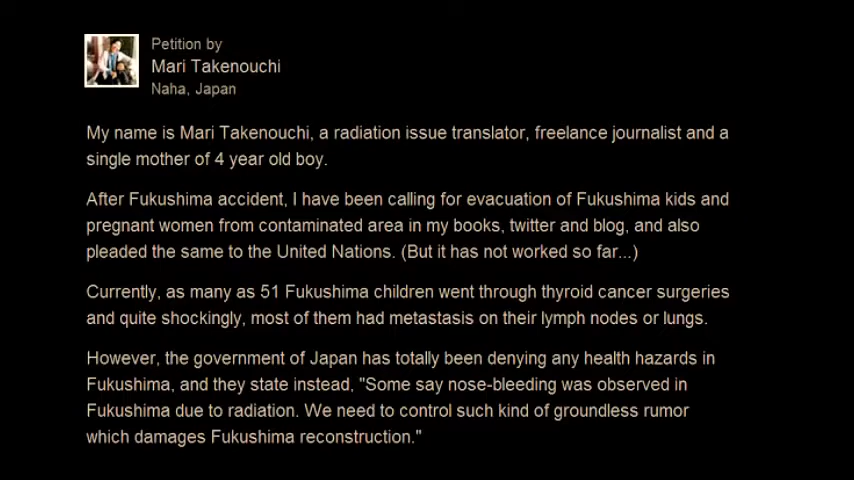 Petition by
Mari Takenouchi
Naha, Japan
My name is Mari Takenouchi, a radiation issue translator, freelance journalist and a
single mother of 4 year old boy.
After Fukushima accident, I have been calling for evacuation of Fukushima kids and
pregnant women from contaminated area in my books, twitter and blog, and also
pleaded the same to the United Nations. (But it has not worked so far...)
Currently, as many as 51 Fukushima children went through thyroid cancer surgeries
and quite shockingly, most of them had metastasis on their lymph nodes or lungs.
However, the government of Japan has totally been denying any health hazards in
Fukushima, and they state instead, "Some say nose-bleeding was observed in
Fukushima due to radiation. We need to control such kind of groundless rumor
which damages Fukushima reconstruction."